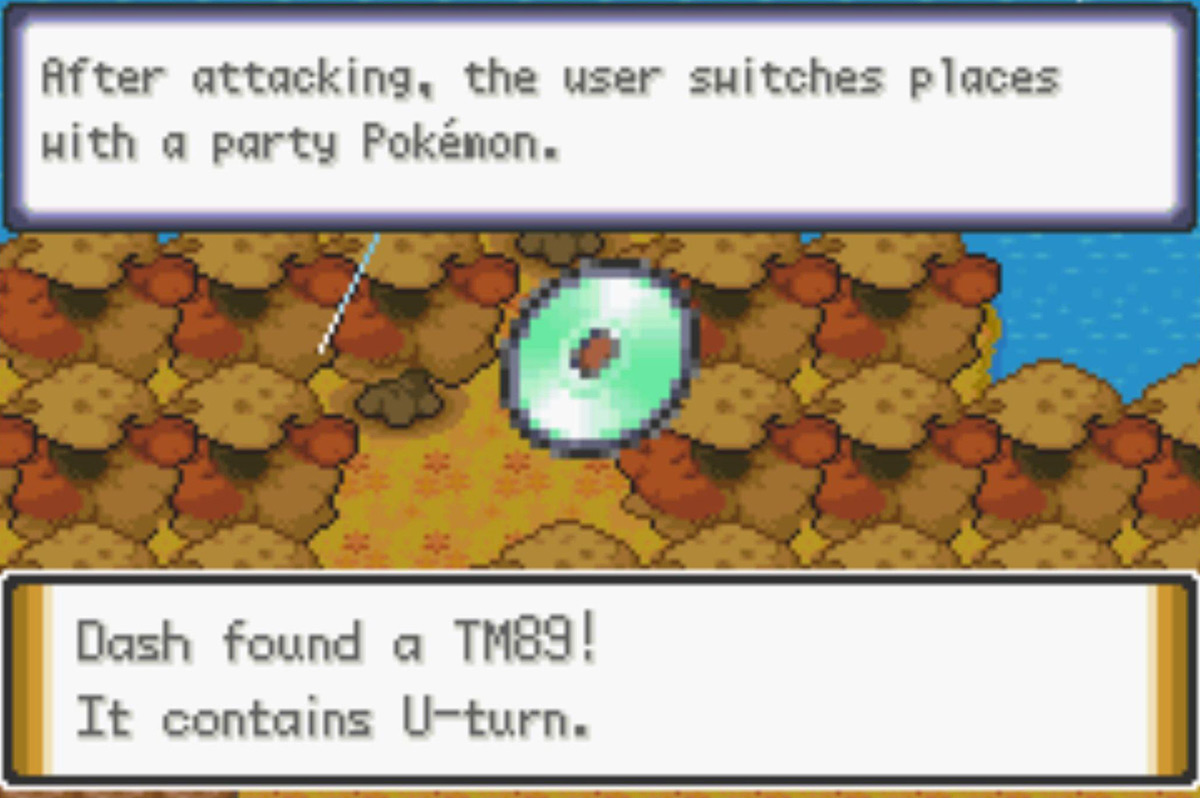 After attacking, the user switches places
with a party Pokémon.
Dash found a TM89!
It contains U-turn.